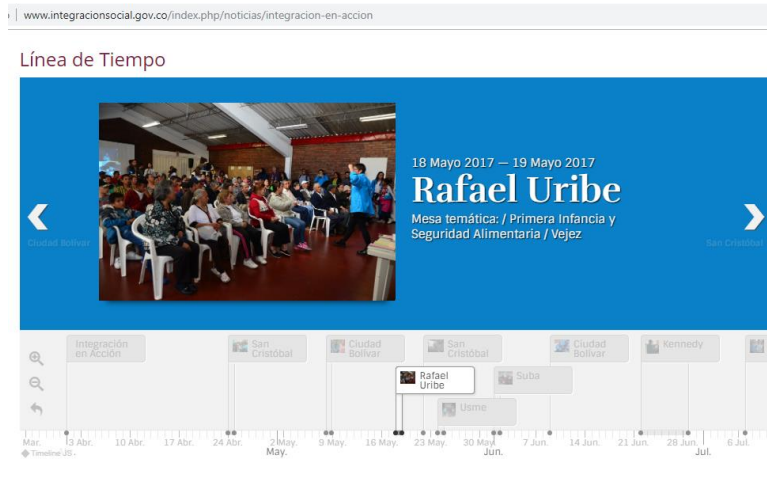 www.integracionsocial.gov.co/index.php/noticias/integracion-en-accion
Línea de Tiempo
18 Mayo 2017 — 19 Mayo 2017
Rafael Uribe
Mesa temática: / Primera Infancia y
Seguridad Alimentaria / Vejez
Ciudad Bolívar
San Cristóbal
Integración
en Acción
San
Cristóbal
Ciudad
Bolívar
San
Cristóbal
Ciudad
Bolívar
Kennedy
Rafael
Uribe
Suba
Usme
Mar. 3 Abr. 10 Abr. 17 Abr. 24 Abr. 2 May. 9 May. 16 May. 23 May. 30 May. 7 Jun. 14 Jun. 21 Jun. 28 Jun. 6 Jul.
May. Jun. Jul.
Timeline JS